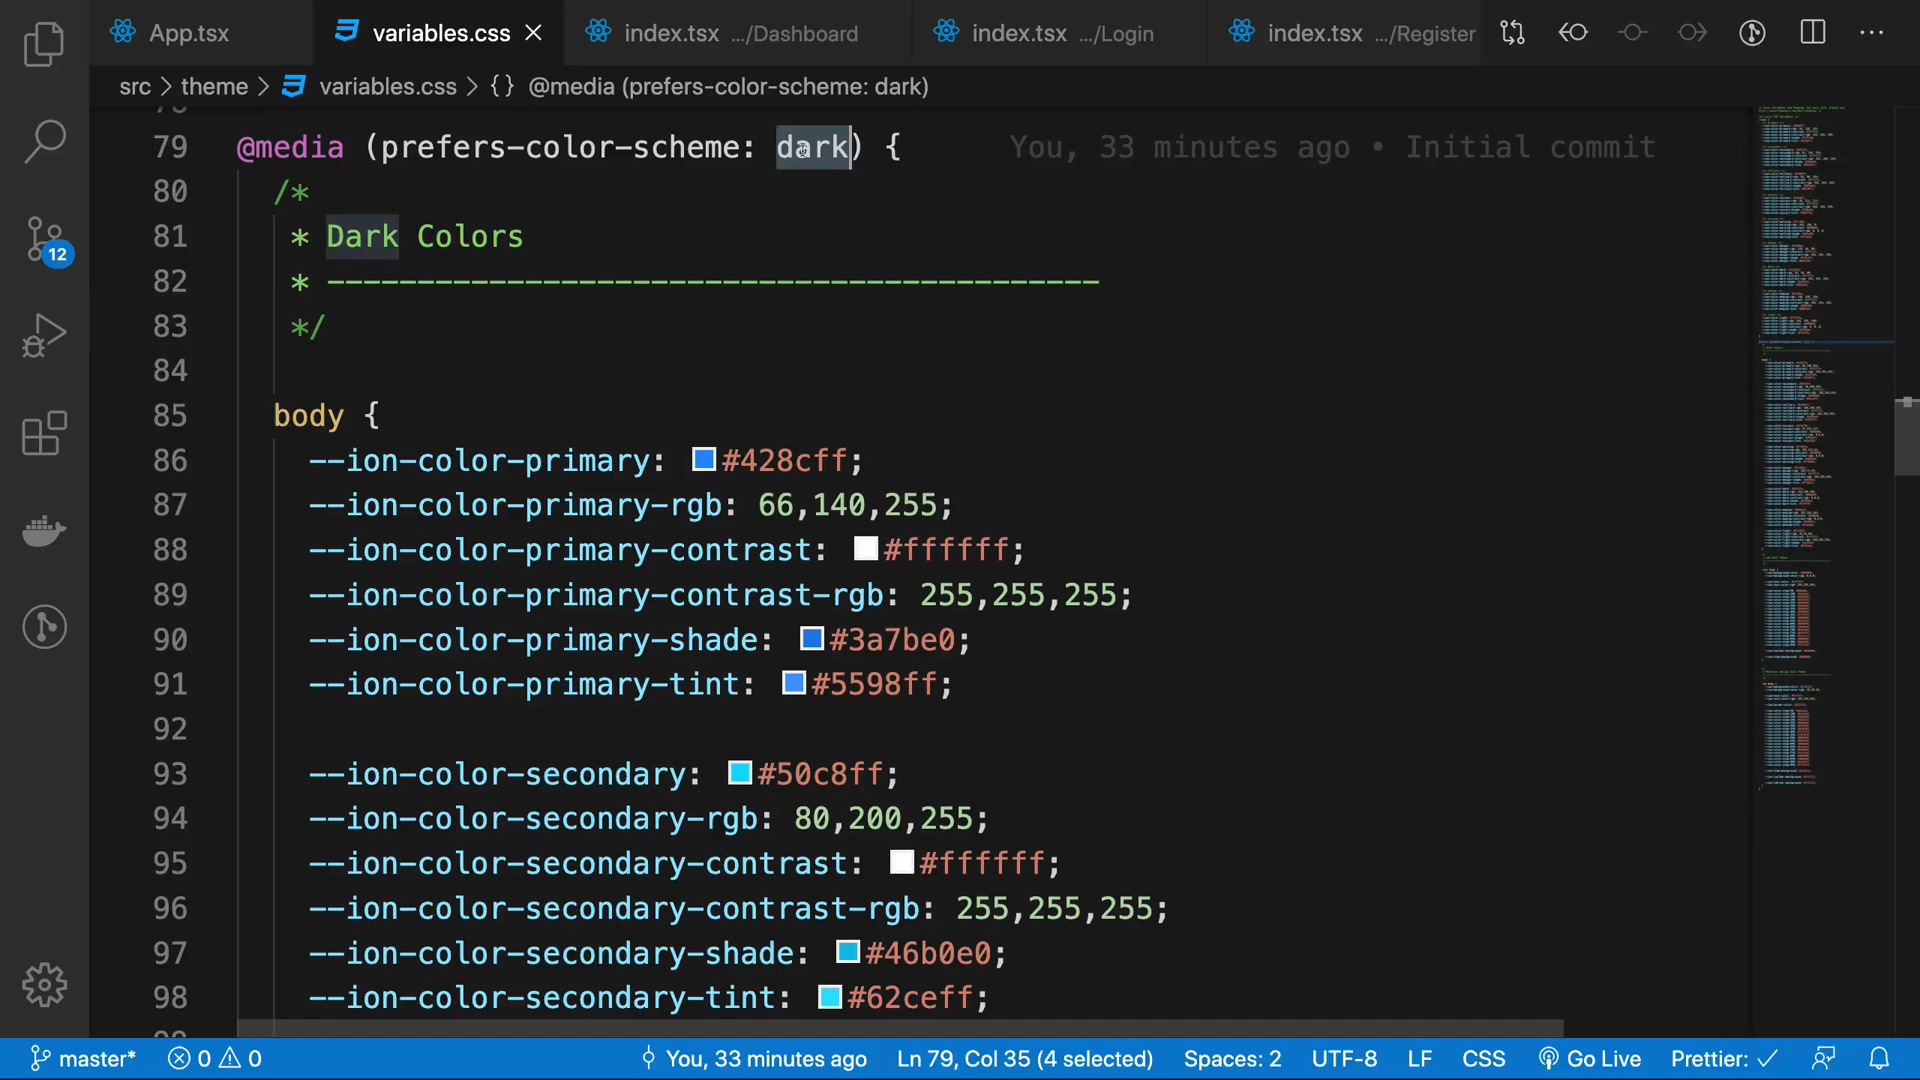 App.tsx
variables.css
index.tsx .../Dashboard
index.tsx .../Login
index.tsx .../Register
src > theme > variables.css > {} @media (prefers-color-scheme: dark)
79 @media (prefers-color-scheme: dark) { You, 33 minutes ago • Initial commit
80 /*
81 * Dark Colors
82 * -------------------------------------------
83 */
84
85 body {
86 --ion-color-primary: #428cff;
87 --ion-color-primary-rgb: 66,140,255;
88 --ion-color-primary-contrast: #ffffff;
89 --ion-color-primary-contrast-rgb: 255,255,255;
90 --ion-color-primary-shade: #3a7be0;
91 --ion-color-primary-tint: #5598ff;
92
93 --ion-color-secondary: #50c8ff;
94 --ion-color-secondary-rgb: 80,200,255;
95 --ion-color-secondary-contrast: #ffffff;
96 --ion-color-secondary-contrast-rgb: 255,255,255;
97 --ion-color-secondary-shade: #46b0e0;
98 --ion-color-secondary-tint: #62ceff;
12
master* 0 0 You, 33 minutes ago Ln 79, Col 35 (4 selected) Spaces: 2 UTF-8 LF CSS Go Live Prettier: ✓